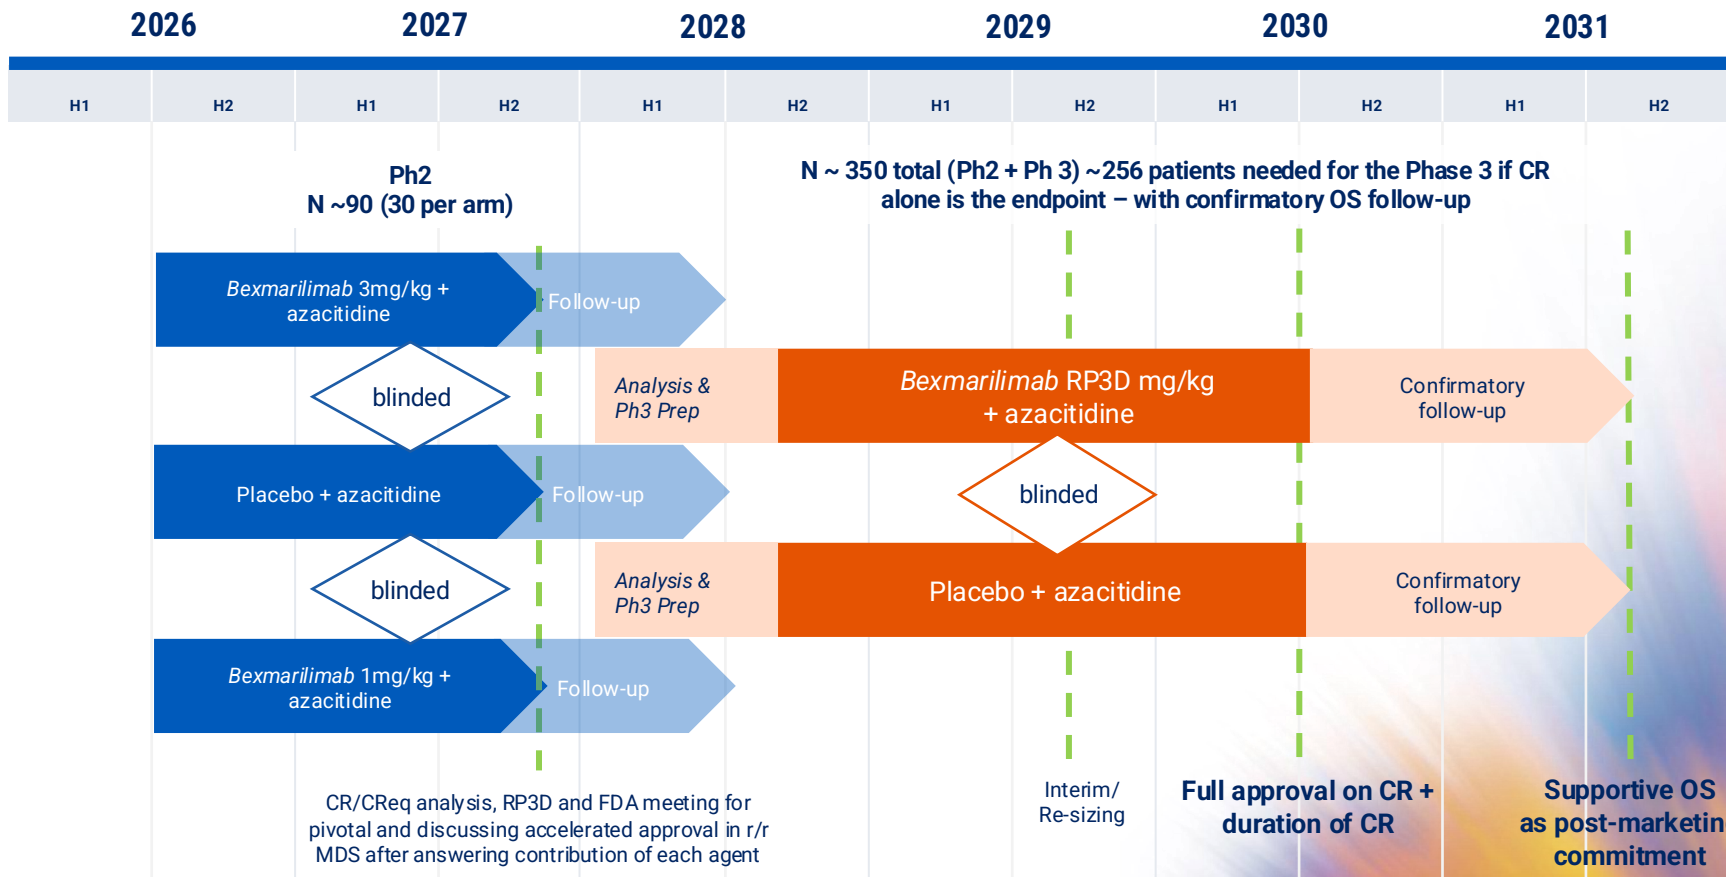 2026 2027 2028 2029 2030 2031
H1 H2 H1 H2 H1 H2 H1 H2 H1 H2 H1 H2
Ph2
N ~90 (30 per arm)
N ~ 350 total (Ph2 + Ph 3) ~256 patients needed for the Phase 3 if CR
alone is the endpoint – with confirmatory OS follow-up
Bexmarilimab 3mg/kg +
azacitidine
Follow-up
blinded
Analysis &
Ph3 Prep
Bexmarilimab RP3D mg/kg
+ azacitidine
Confirmatory
follow-up
Placebo + azacitidine
Follow-up
blinded
blinded
Analysis &
Ph3 Prep
Placebo + azacitidine
Confirmatory
follow-up
Bexmarilimab 1mg/kg +
azacitidine
Follow-up
CR/CReq analysis, RP3D and FDA meeting for
pivotal and discussing accelerated approval in r/r
MDS after answering contribution of each agent
Interim/
Re-sizing
Full approval on CR +
duration of CR
Supportive OS
as post-marketin
commitment